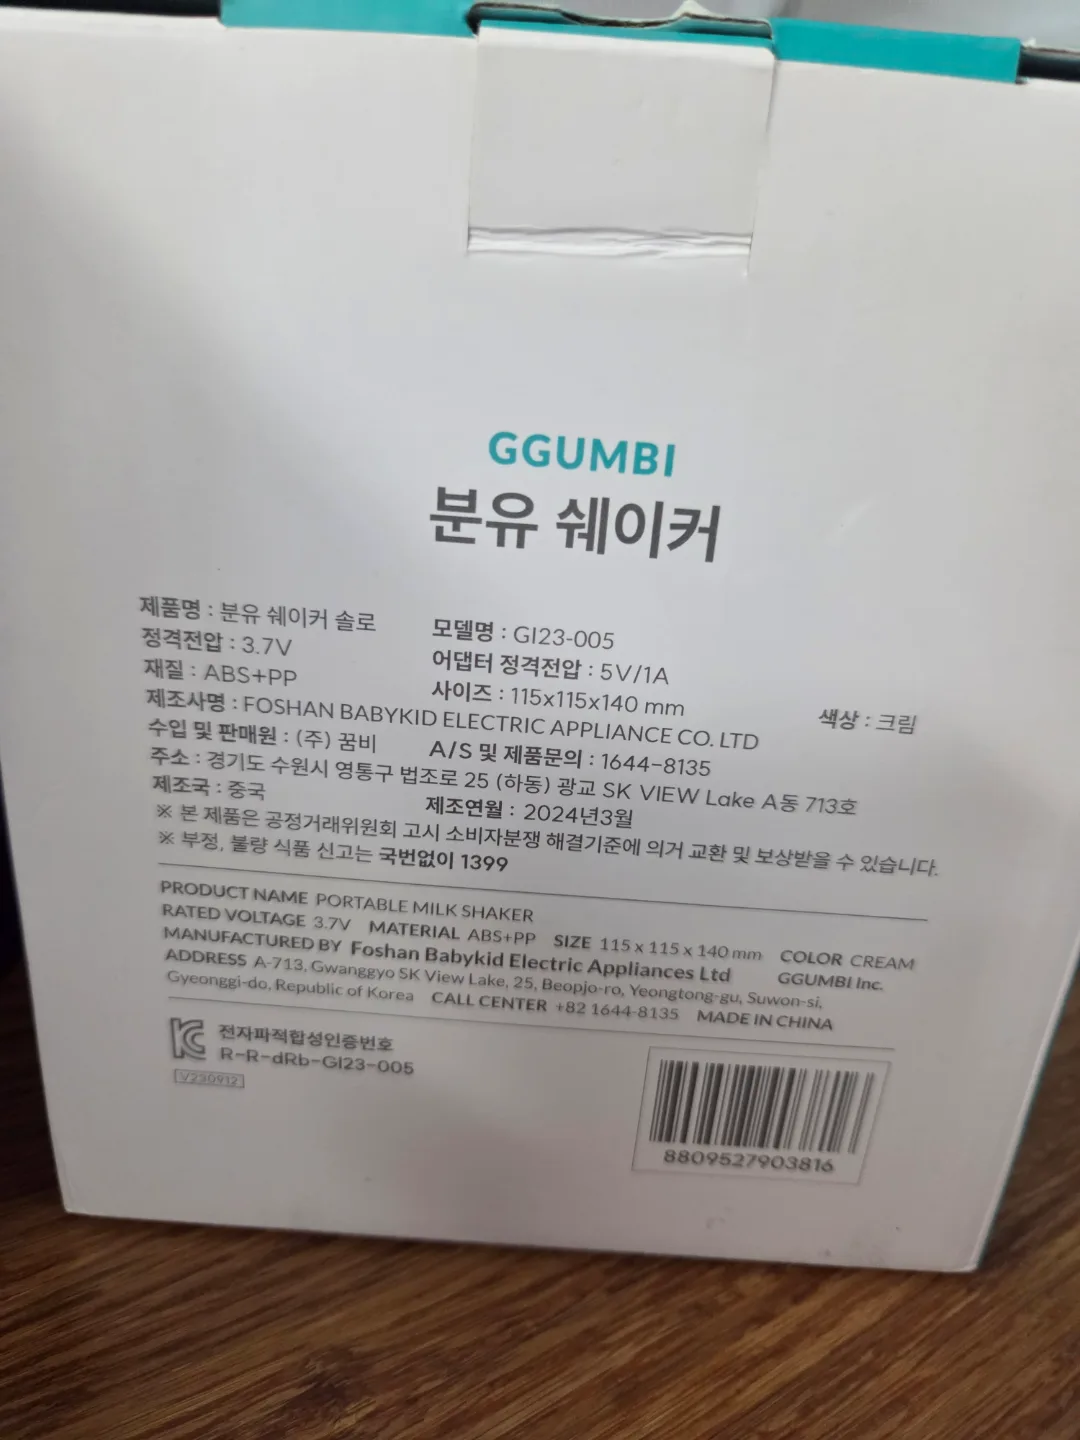 GGUMBI
분유 쉐이커
제품명 : 분유 쉐이커 솔로 모델명 : GI23-005
정격전압 : 3.7V 어댑터 정격전압 : 5V/1A
재질 : ABS+PP 사이즈 : 115x115x140 mm 색상 : 크림
제조사명 : FOSHAN BABYKID ELECTRIC APPLIANCE CO. LTD
수입 및 판매원 : (주) 꿈비 A/S 및 제품문의 : 1644-8135
주소 : 경기도 수원시 영통구 법조로 25 (하동) 광교 SK VIEW Lake A동 713호
제조국 : 중국 제조연월 : 2024년3월
※ 본 제품은 공정거래위원회 고시 소비자분쟁 해결기준에 의거 교환 및 보상받을 수 있습니다.
※ 부정, 불량 식품 신고는 국번없이 1399
PRODUCT NAME PORTABLE MILK SHAKER
RATED VOLTAGE 3.7V MATERIAL ABS+PP SIZE 115 x 115 x 140 mm COLOR CREAM
MANUFACTURED BY Foshan Babykid Electric Appliances Ltd GGUMBI Inc.
ADDRESS A-713, Gwanggyo SK View Lake, 25, Beopjo-ro, Yeongtong-gu, Suwon-si,
Gyeonggi-do, Republic of Korea CALL CENTER +82 1644-8135 MADE IN CHINA
전자파적합성인증번호
R-R-dRb-GI23-005
V230912
8809527903816